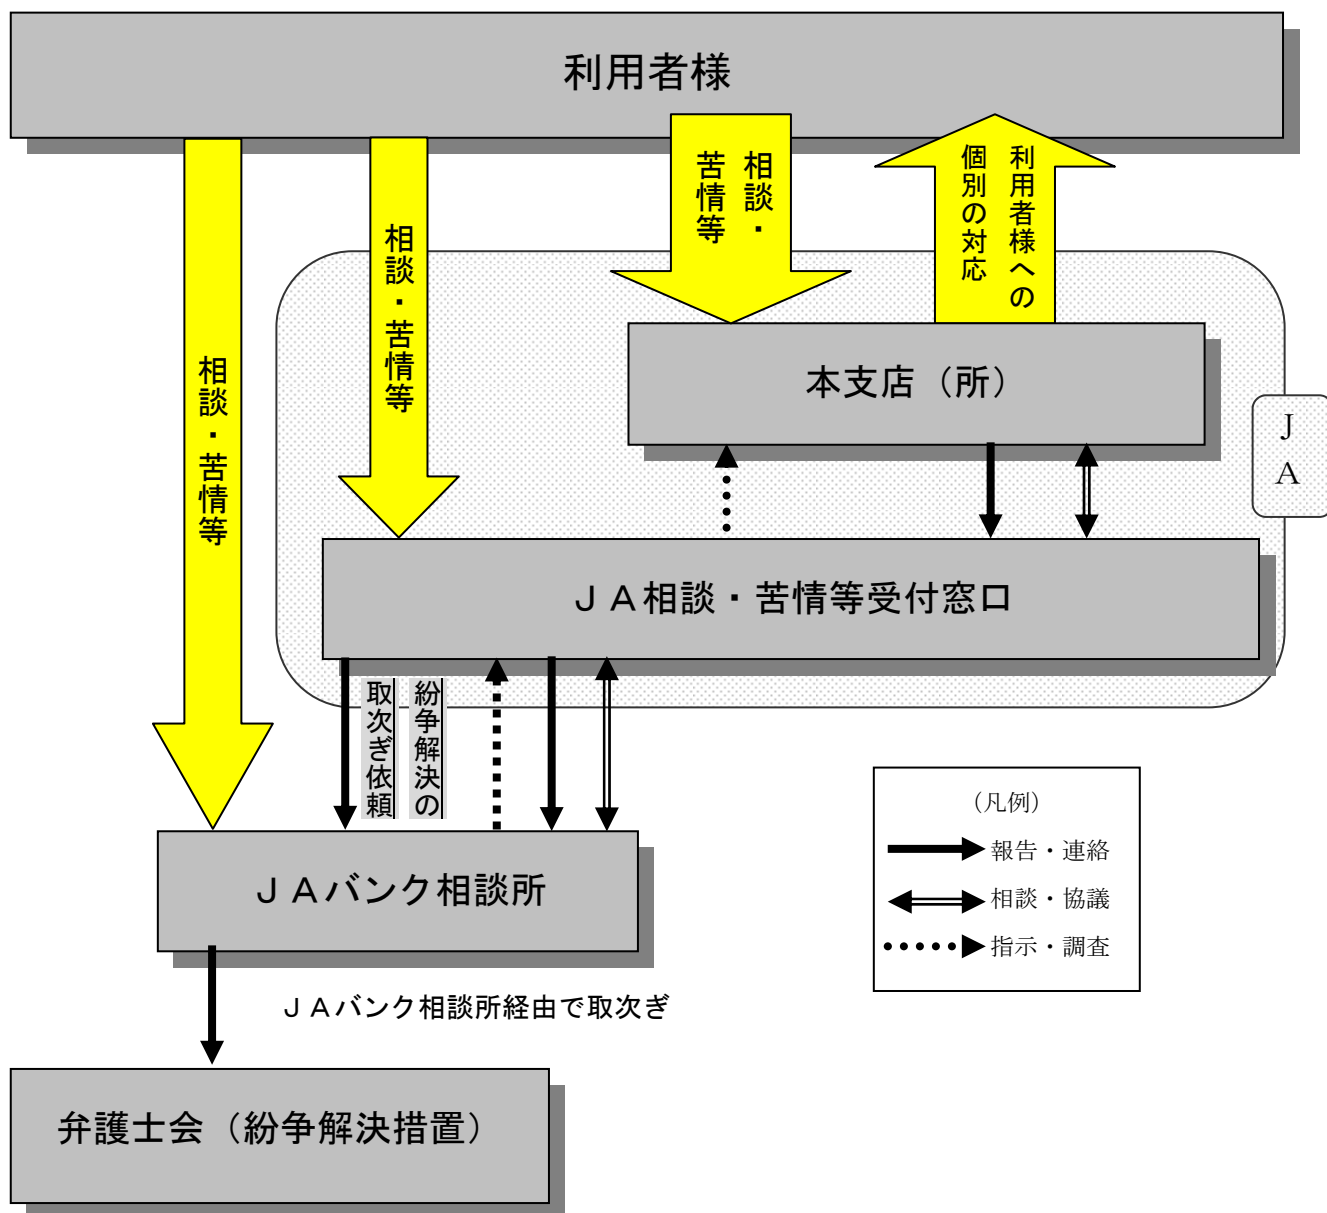 利用者様
相談・苦情等
相談・苦情等
相談・
苦情等
利用者様への
個別の対応
本支店（所）
ＪＡ
ＪＡ相談・苦情等受付窓口
紛争解決の
取次ぎ依頼
ＪＡバンク相談所
（凡例）
報告・連絡
相談・協議
指示・調査
ＪＡバンク相談所経由で取次ぎ
弁護士会（紛争解決措置）